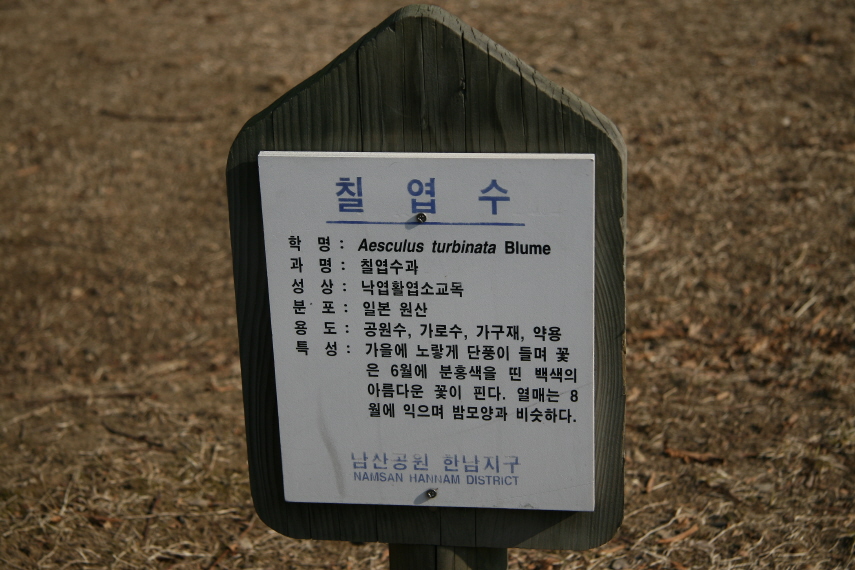 칠 엽 수
학 명 : Aesculus turbinata Blume
과 명 : 칠엽수과
성 상 : 낙엽활엽소교독
분 포 : 일본 원산
용 도 : 공원수, 가로수, 가구재, 약용
특 성 : 가을에 노랗게 단풍이 들며 꽃
은 6월에 분홍색을 띤 백색의
아름다운 꽃이 핀다. 열매는 8
월에 익으며 밤모양과 비슷하다.
남산공원 한남지구
NAMSAN HANNAM DISTRICT